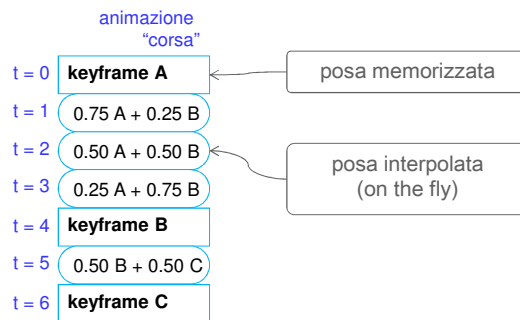 animazione
“corsa”
t = 0 keyframe A
posa memorizzata
t = 1 0.75 A + 0.25 B
t = 2 0.50 A + 0.50 B
posa interpolata
(on the fly)
t = 3 0.25 A + 0.75 B
t = 4 keyframe B
t = 5 0.50 B + 0.50 C
t = 6 keyframe C